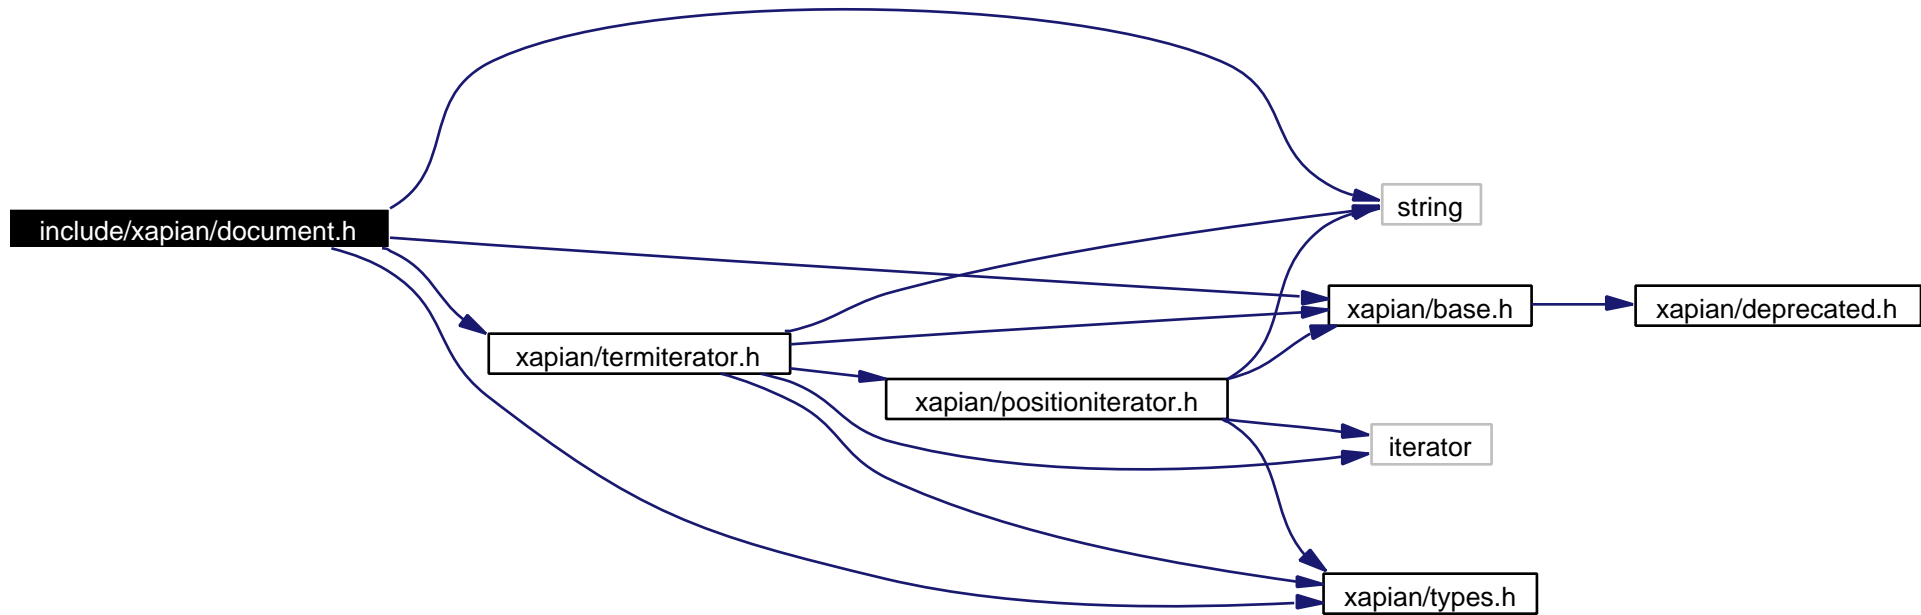 string
include/xapian/document.h
xapian/base.h
xapian/deprecated.h
xapian/termiterator.h
xapian/positioniterator.h
iterator
xapian/types.h